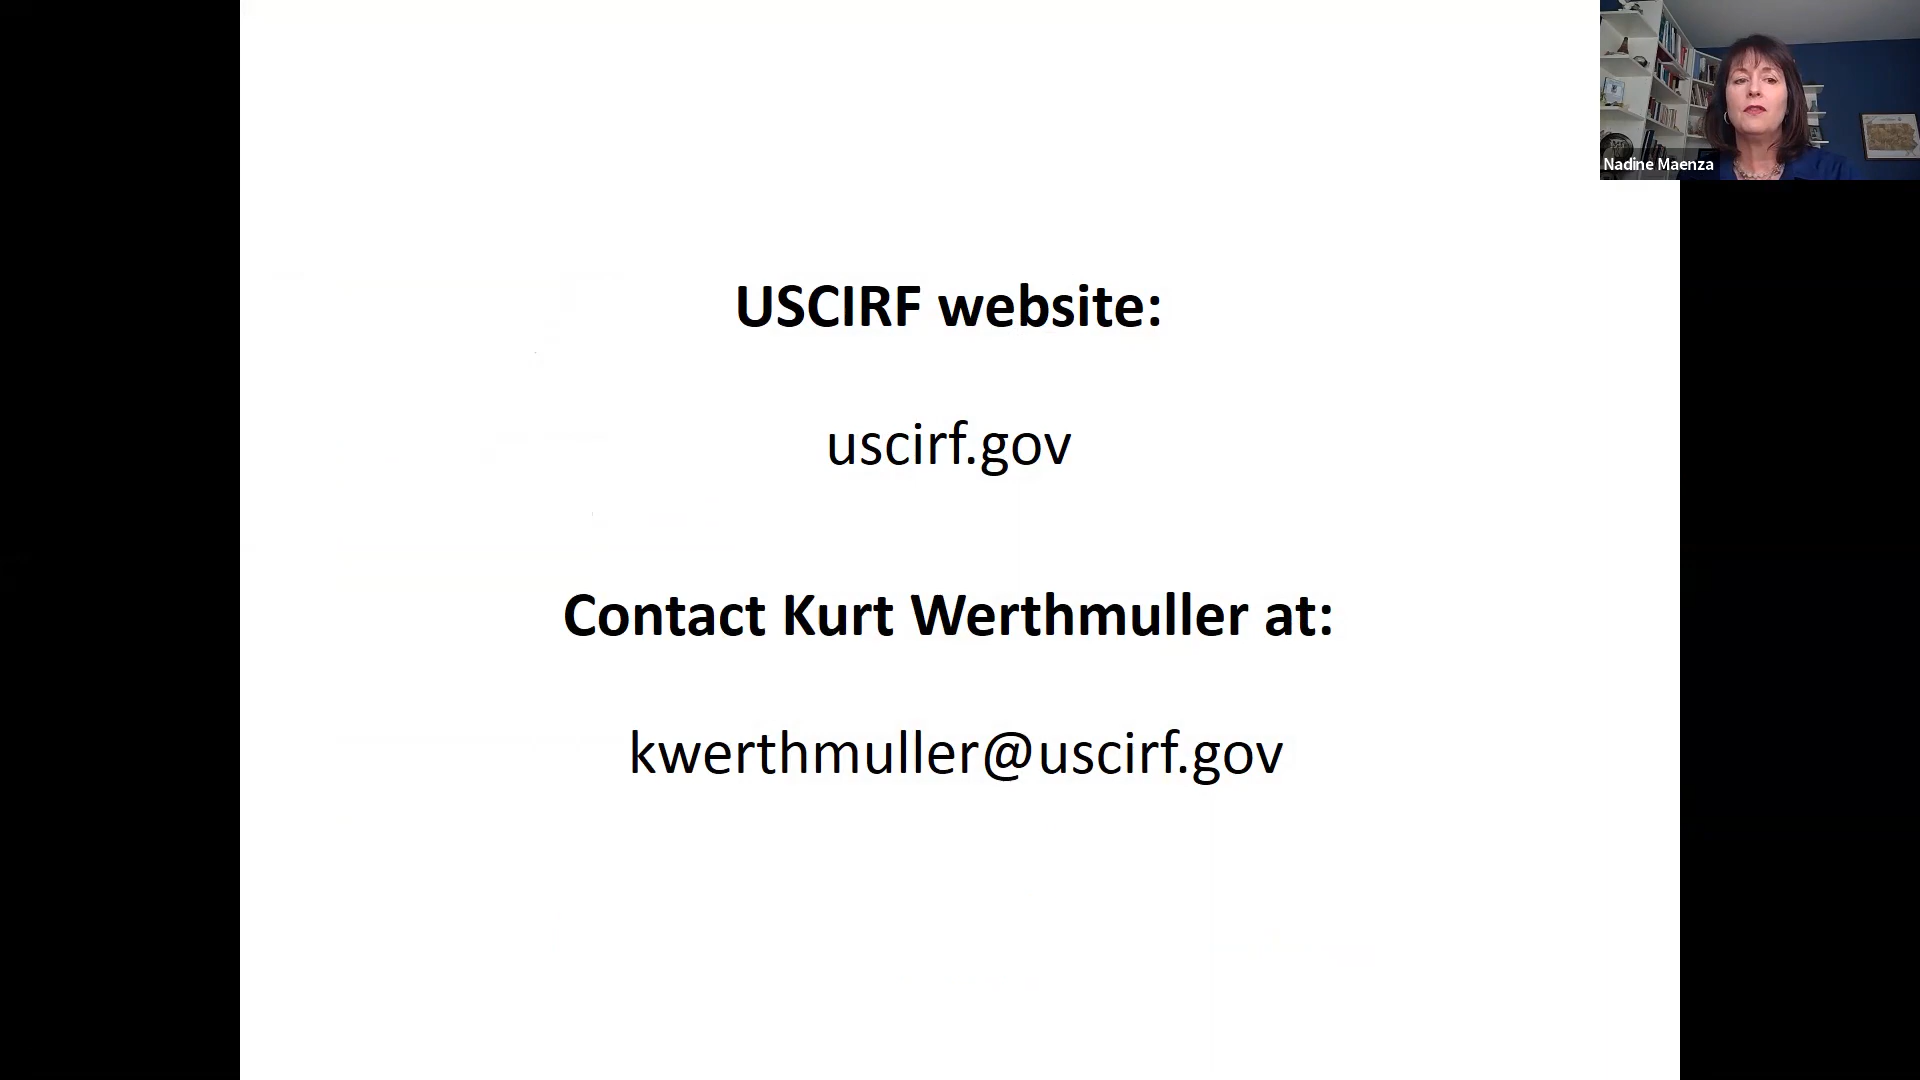 Nadine Maenza
USCIRF website:
uscirf.gov
Contact Kurt Werthmuller at:
kwerthmuller@uscirf.gov